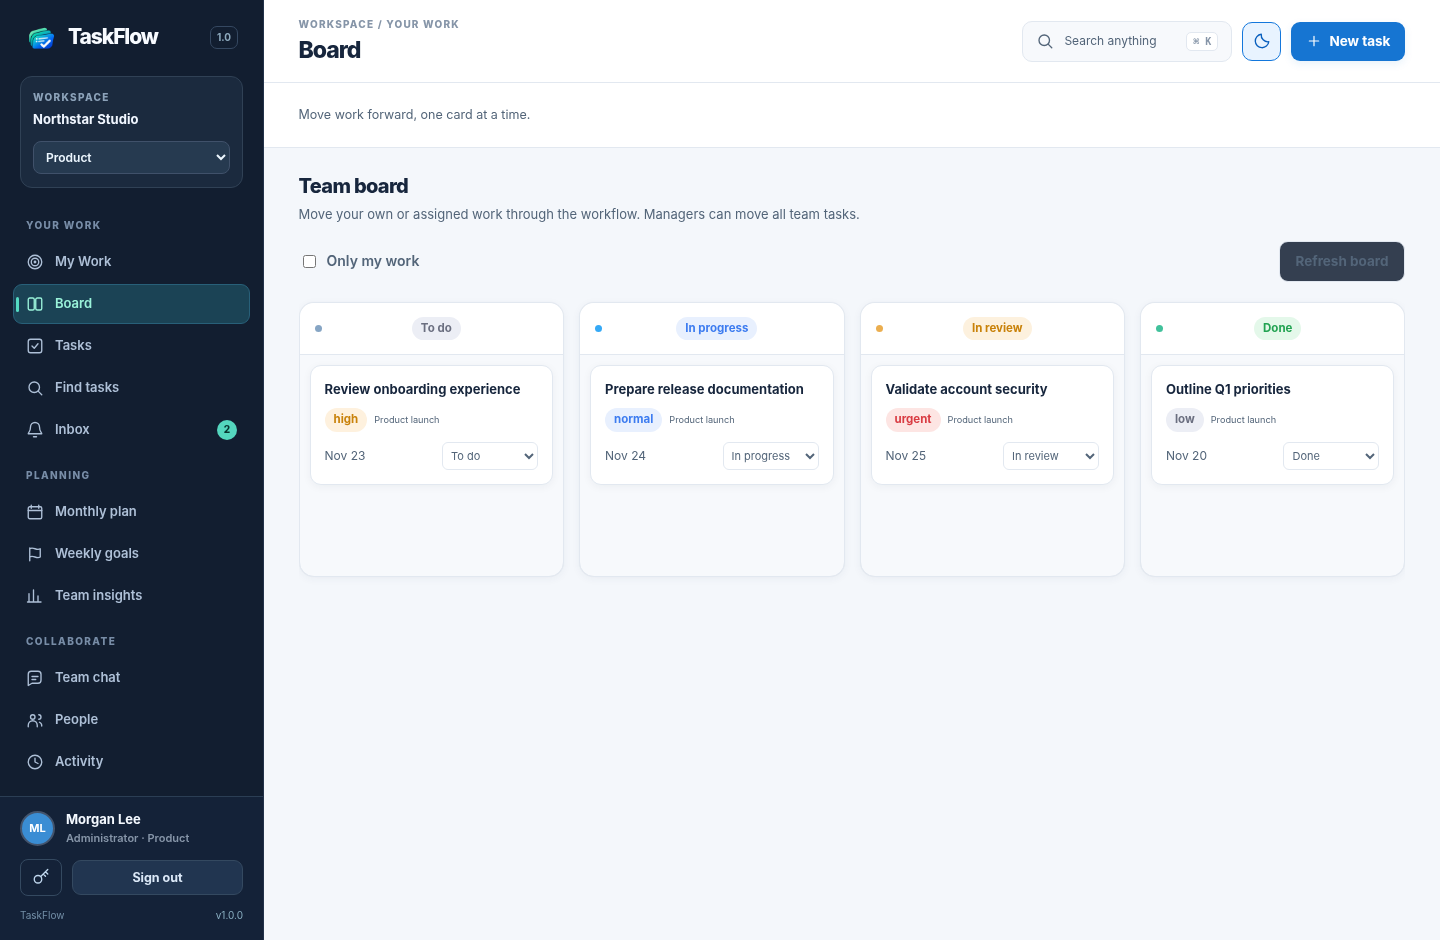 TaskFlow
1.0
WORKSPACE
Northstar Studio
Product
YOUR WORK
My Work
Board
Tasks
Find tasks
Inbox
2
PLANNING
Monthly plan
Weekly goals
Team insights
COLLABORATE
Team chat
People
Activity
ML
Morgan Lee
Administrator · Product
Sign out
TaskFlow
v1.0.0
WORKSPACE / YOUR WORK
Board
Search anything
⌘ K
New task
Move work forward, one card at a time.
Team board
Move your own or assigned work through the workflow. Managers can move all team tasks.
Only my work
Refresh board
To do
Review onboarding experience
high
Product launch
Nov 23
To do
In progress
Prepare release documentation
normal
Product launch
Nov 24
In progress
In review
Validate account security
urgent
Product launch
Nov 25
In review
Done
Outline Q1 priorities
low
Product launch
Nov 20
Done